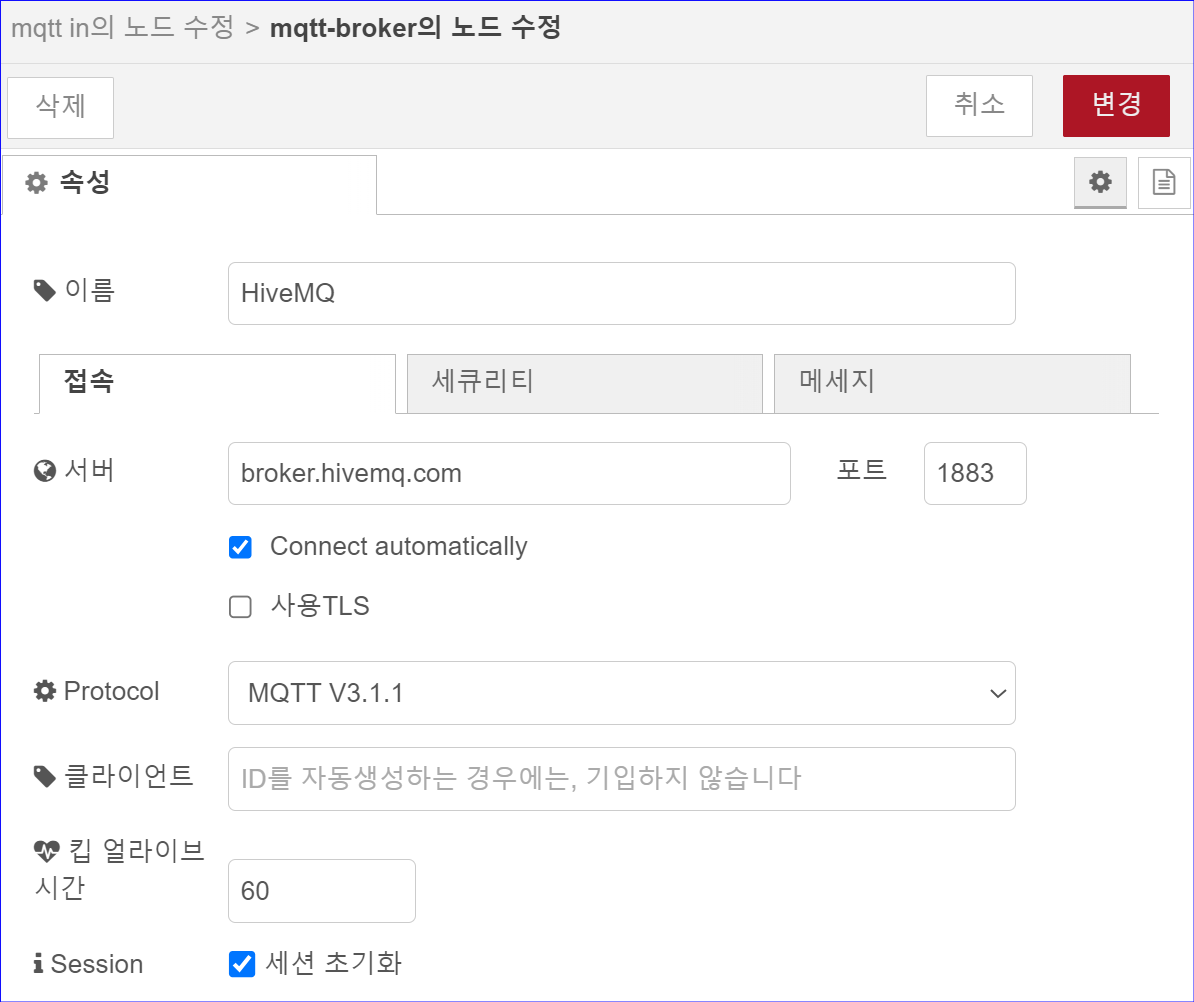 mqtt in의 노드 수정 > mqtt-broker의 노드 수정
삭제 취소 변경
속성
이름 HiveMQ
접속 세큐리티 메세지
서버 broker.hivemq.com 포트 1883
Connect automatically
사용TLS
Protocol MQTT V3.1.1
클라이언트 ID를 자동생성하는 경우에는, 기입하지 않습니다
킵 얼라이브
시간 60
Session 세션 초기화